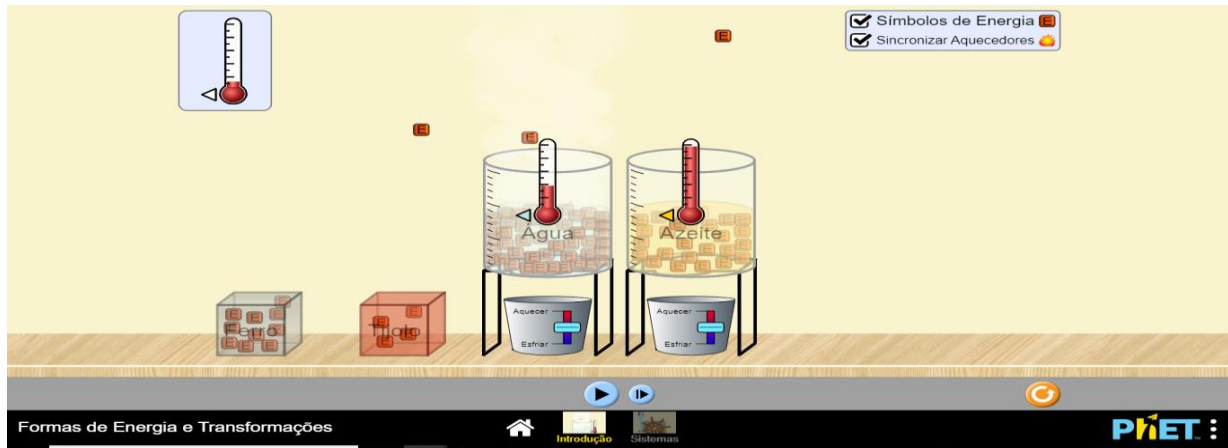 Símbolos de Energia E
Sincronizar Aquecedores
E
E
E
Água
Azeite
Ferro
Tijolo
Aquecer
Esfriar
Aquecer
Esfriar
Formas de Energia e Transformações
Introdução
Sistemas
PhET